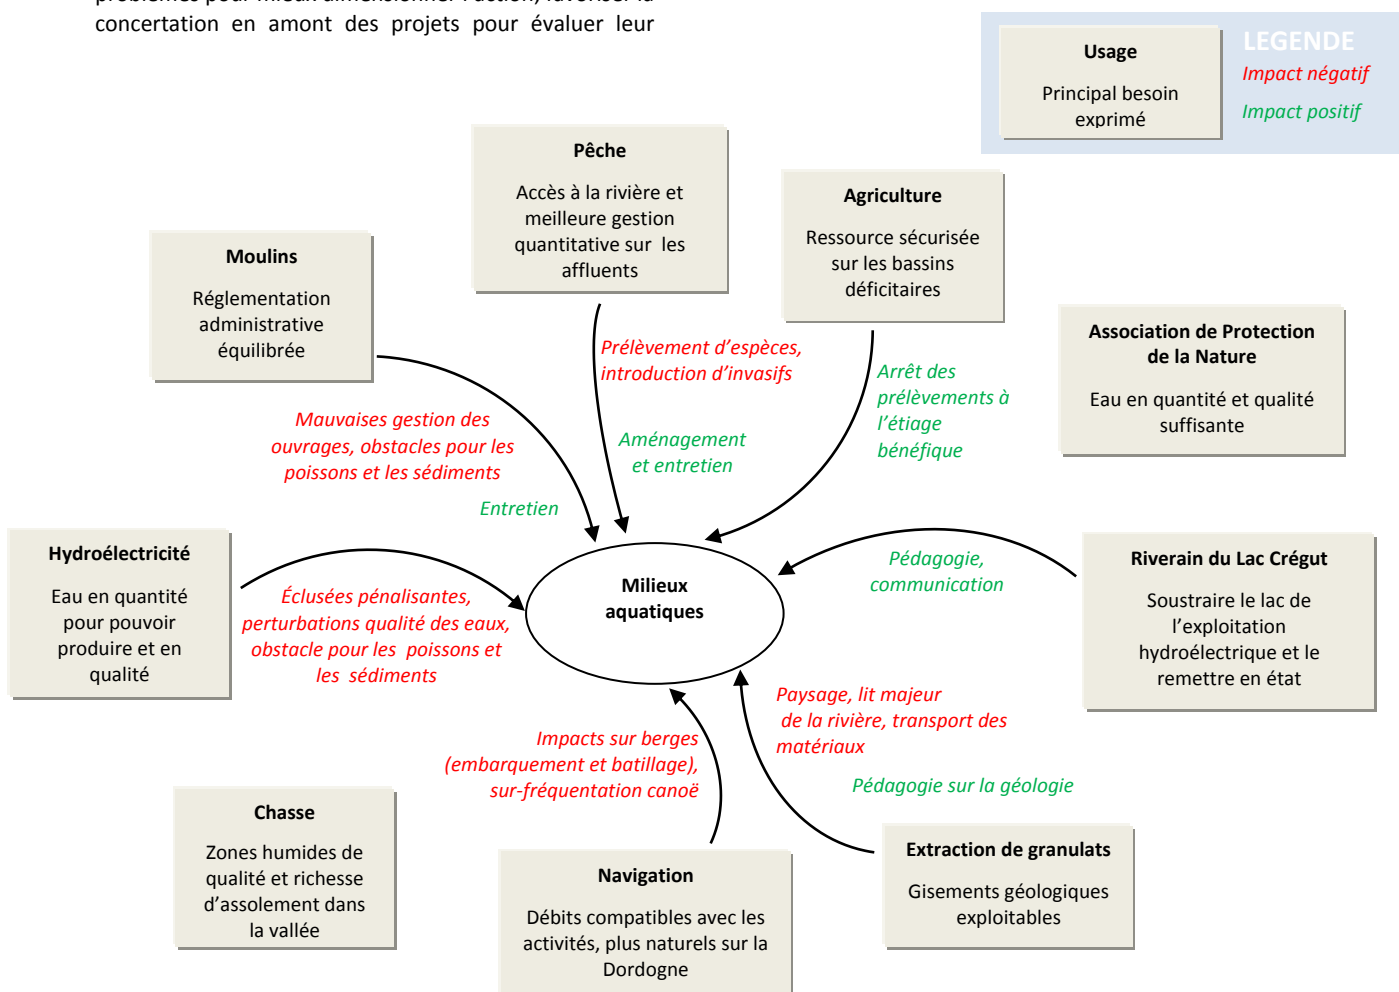 concertation en amont des projets pour évaluer leur
LEGENDE
Impact négatif
Impact positif
Usage
Principal besoin
exprimé
Pêche
Accès à la rivière et
meilleure gestion
quantitative sur les
affluents
Agriculture
Ressource sécurisée
sur les bassins
déficitaires
Moulins
Réglementation
administrative
équilibrée
Association de Protection
de la Nature
Eau en quantité et qualité
suffisante
Prélèvement d’espèces,
introduction d’invasifs
Arrêt des
prélèvements à
l’étiage
bénéfique
Mauvaises gestion des
ouvrages, obstacles pour les
poissons et les sédiments
Aménagement
et entretien
Entretien
Hydroélectricité
Eau en quantité
pour pouvoir
produire et en
qualité
Éclusées pénalisantes,
perturbations qualité des eaux,
obstacle pour les poissons et
les sédiments
Milieux
aquatiques
Pédagogie,
communication
Riverain du Lac Crégut
Soustraire le lac de
l’exploitation
hydroélectrique et le
remettre en état
Paysage, lit majeur
de la rivière, transport des
matériaux
Impacts sur berges
(embarquement et batillage),
sur-fréquentation canoë
Pédagogie sur la géologie
Chasse
Zones humides de
qualité et richesse
d’assolement dans
la vallée
Navigation
Débits compatibles avec les
activités, plus naturels sur la
Dordogne
Extraction de granulats
Gisements géologiques
exploitables